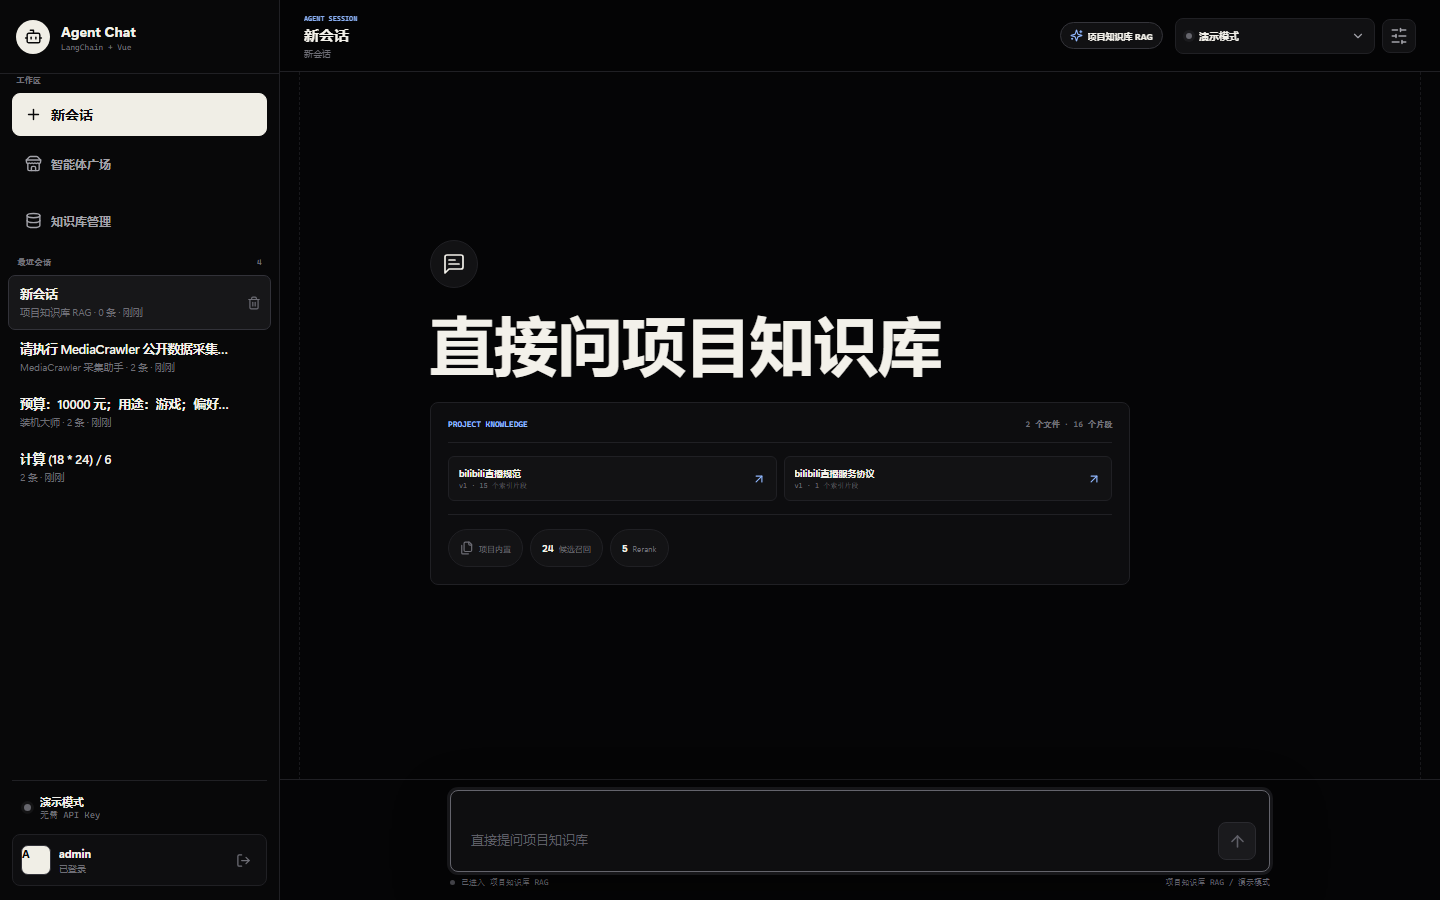 Agent Chat
LangChain + Vue
工作区
新会话
智能体广场
知识库管理
最近会话 4
新会话
项目知识库 RAG · 0 条 · 刚刚
请执行 MediaCrawler 公开数据采集...
MediaCrawler 采集助手 · 2 条 · 刚刚
预算：10000 元；用途：游戏；偏好...
装机大师 · 2 条 · 刚刚
计算 (18 * 24) / 6
2 条 · 刚刚
演示模式
无需 API Key
A
admin
已登录
AGENT SESSION
新会话
新会话
项目知识库 RAG
演示模式
直接问项目知识库
PROJECT KNOWLEDGE
2 个文件 · 16 个片段
bilibili直播规范
v1 · 15 个索引片段
bilibili直播服务协议
v1 · 1 个索引片段
项目内置
24 候选召回
5 Rerank
直接提问项目知识库
已进入 项目知识库 RAG
项目知识库 RAG / 演示模式